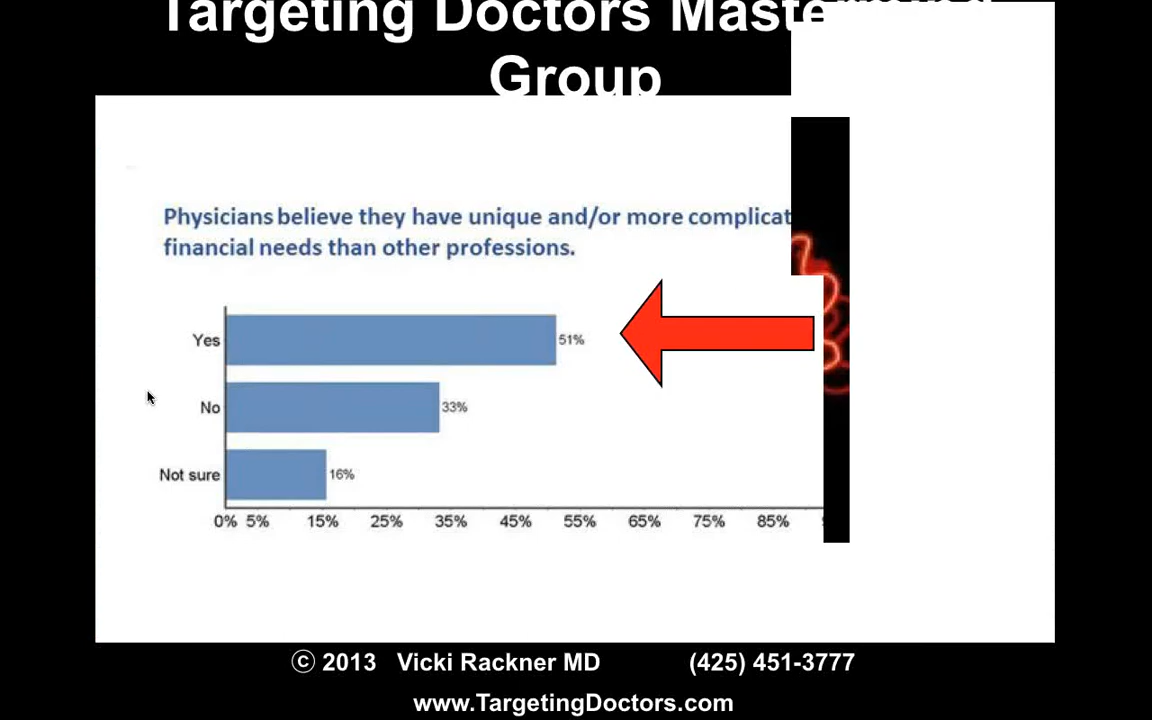 Targeting Doctors
Group
Physicians believe they have unique and/or more
financial needs than other professions.
Yes
51%
No
33%
Not sure
16%
0% 5% 15% 25% 35% 45% 55% 65% 75% 85%
© 2013 Vicki Rackner MD (425) 451-3777
www.TargetingDoctors.com